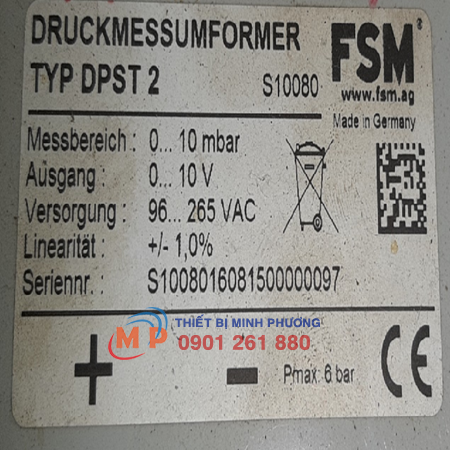 DRUCKMESSUMFORMER
TYP DPST 2
S10080
FSM®
www.fsm.ag
Made in Germany
Messbereich : 0... 10 mbar
Ausgang : 0... 10 V
Versorgung : 96... 265 VAC
Linearität : +/- 1,0%
Seriennr. : S1008016081500000097
MP THIẾT BỊ MINH PHƯƠNG
0901 261 880
+ - Pmax: 6 bar CE